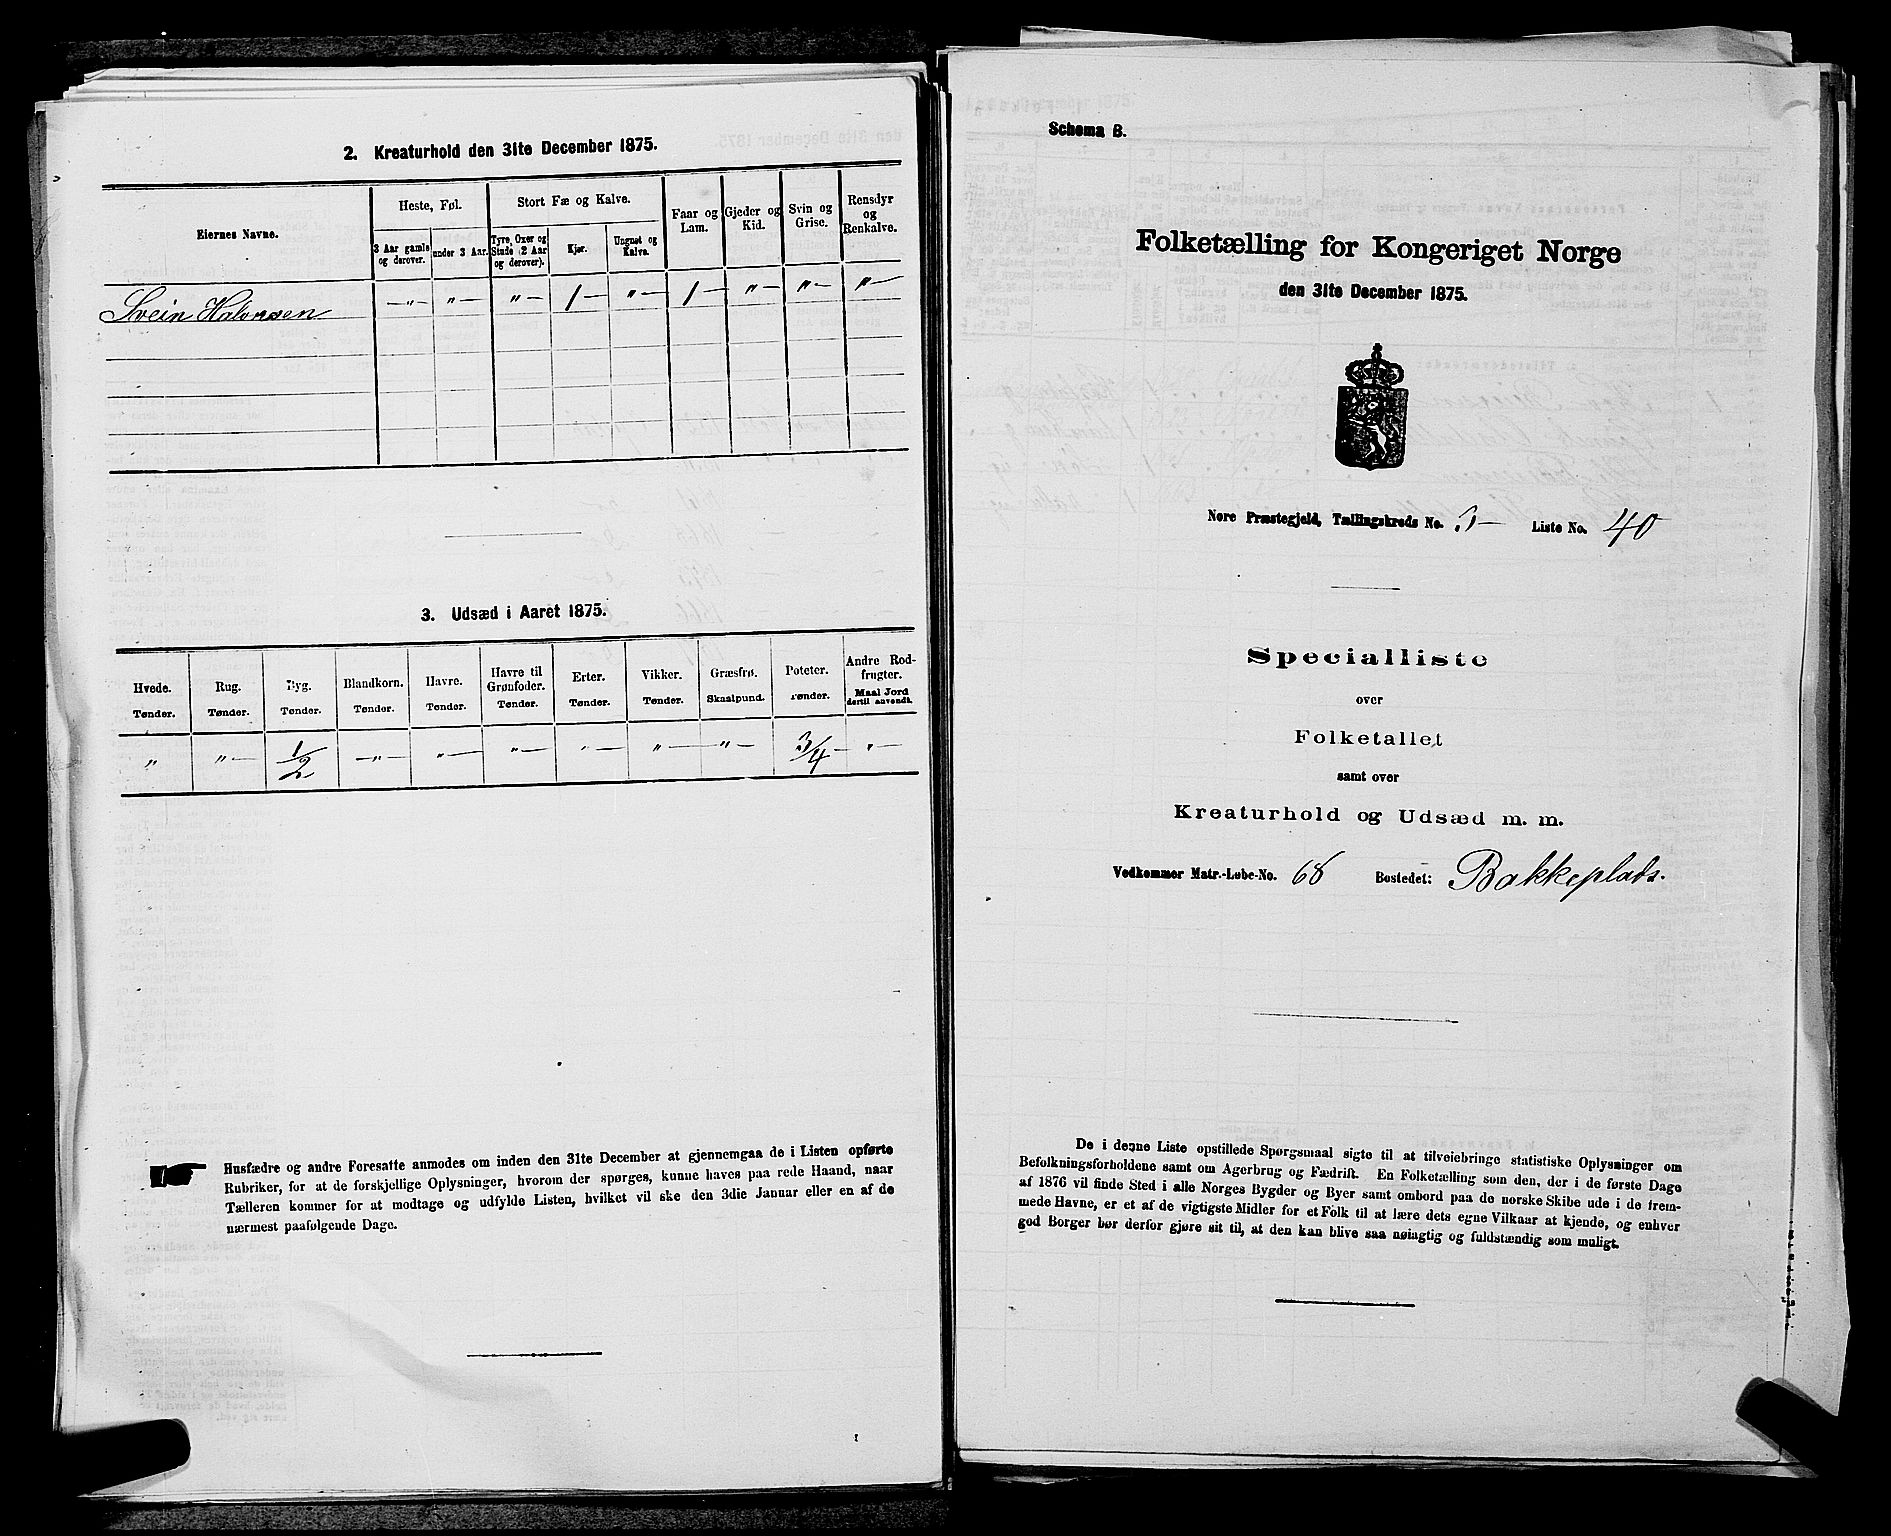 2. Kreaturhold den 31te December 1875.
Eiernes Navne.
Heste, Føl.
Stort Fæ og Kalve.
Faar og Lam.
Gjeder og Kid.
Svin og Grise.
Rensdyr og Renkalve.
3 Aar gamle og derover.
under 3 Aar.
Tyre, Oxer og Stude (2 Aar og derover).
Kjør.
Ungnøt og Kalve.
Svein Halvorsen — „ — „ — „ — 1 — „ — 1 — „ — „ — „ —
3. Udsæd i Aaret 1875.
Hvede. Rug. Byg. Blandkorn. Havre. Havre til Grønfoder. Erter. Vikker. Græsfrø. Poteter. Andre Rodfrugter.
Tønder. Tønder. Tønder. Tønder. Tønder. Tønder. Tønder. Tønder. Skaalpund. Tønder. Maal Jord dertil anvendt.
„ „ — 1/2 — „ — „ — „ — „ — „ — „ — 3/4 — „ —
Husfædre og andre Foresatte anmodes om inden den 31te December at gjennemgaa de i Listen opførte
Rubriker, for at de forskjellige Oplysninger, hvorom der spørges, kunne haves paa rede Haand, naar
Tælleren kommer for at modtage og udfylde Listen, hvilket vil ske den 3die Januar eller en af de
nærmest paafølgende Dage.
Schema B.
Folketælling for Kongeriget Norge
den 31te December 1875.
Nore Præstegjeld, Tællingskreds No. 3 — Liste No. 40
Specialliste
over
Folketallet
samt over
Kreaturhold og Udsæd m. m.
Vedkommer Matr.-Løbe-No. 68 Bostedet: Bakkeplads.
De i denne Liste opstillede Spørgsmaal sigte til at tilveiebringe statistiske Oplysninger om
Befolkningsforholdene samt om Agerbrug og Fædrift. En Folketælling som den, der i de første Dage
af 1876 vil finde Sted i alle Norges Bygder og Byer samt ombord paa de norske Skibe ude i de frem-
mede Havne, er et af de vigtigste Midler for et Folk til at lære dets egne Vilkaar at kjende, og enhver
god Borger bør derfor gjøre sit til, at den kan blive saa nøiagtig og fuldstændig som muligt.